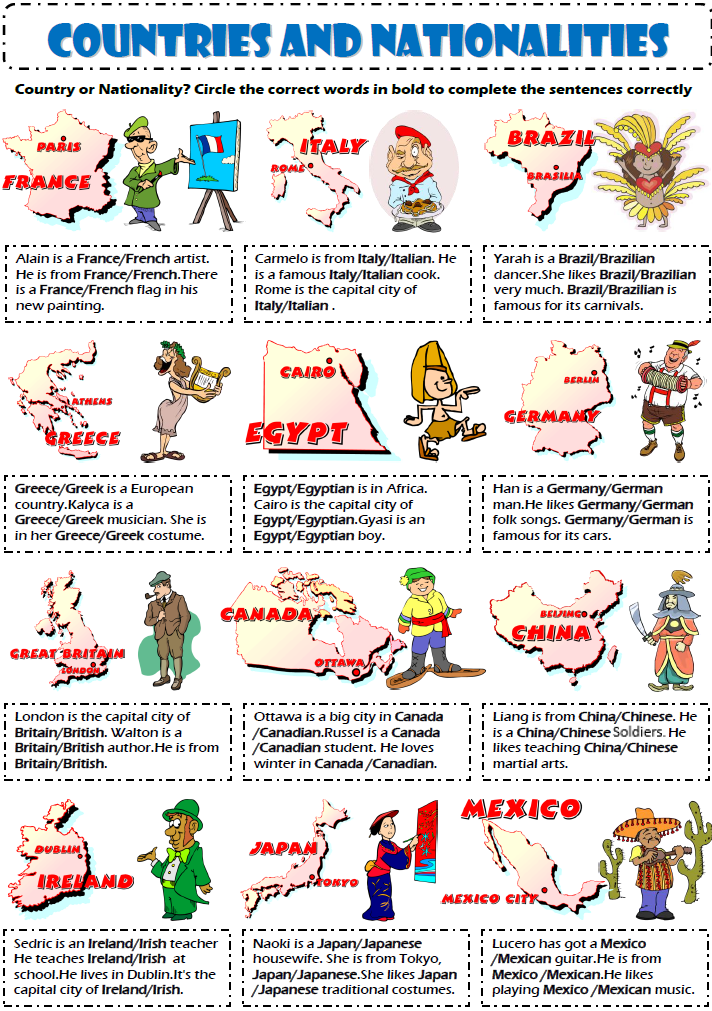 COUNTRIES AND NATIONALITIES
Country or Nationality? Circle the correct words in bold to complete the sentences correctly
PARIS
FRANCE
ITALY
ROME
BRAZIL
BRASILIA
Alain is a France/French artist.
He is from France/French.There
is a France/French flag in his
new painting.
Carmelo is from Italy/Italian. He
is a famous Italy/Italian cook.
Rome is the capital city of
Italy/Italian .
Yarah is a Brazil/Brazilian
dancer.She likes Brazil/Brazilian
very much. Brazil/Brazilian is
famous for its carnivals.
ATHENS
GREECE
CAIRO
EGYPT
BERLIN
GERMANY
Greece/Greek is a European
country.Kalyca is a
Greece/Greek musician. She is
in her Greece/Greek costume.
Egypt/Egyptian is in Africa.
Cairo is the capital city of
Egypt/Egyptian.Gyasi is an
Egypt/Egyptian boy.
Han is a Germany/German
man.He likes Germany/German
folk songs. Germany/German is
famous for its cars.
GREAT BRITAIN
LONDON
CANADA
OTTAWA
BEIJING
CHINA
London is the capital city of
Britain/British. Walton is a
Britain/British author.He is from
Britain/British.
Ottawa is a big city in Canada
/Canadian.Russel is a Canada
/Canadian student. He loves
winter in Canada /Canadian.
Liang is from China/Chinese. He
is a China/Chinese Soldiers. He
likes teaching China/Chinese
martial arts.
DUBLIN
IRELAND
JAPAN
TOKYO
MEXICO
MEXICO CITY
Sedric is an Ireland/Irish teacher
He teaches Ireland/Irish at
school.He lives in Dublin.It's the
capital city of Ireland/Irish.
Naoki is a Japan/Japanese
housewife. She is from Tokyo,
Japan/Japanese.She likes Japan
/Japanese traditional costumes.
Lucero has got a Mexico
/Mexican guitar.He is from
Mexico /Mexican.He likes
playing Mexico /Mexican music.